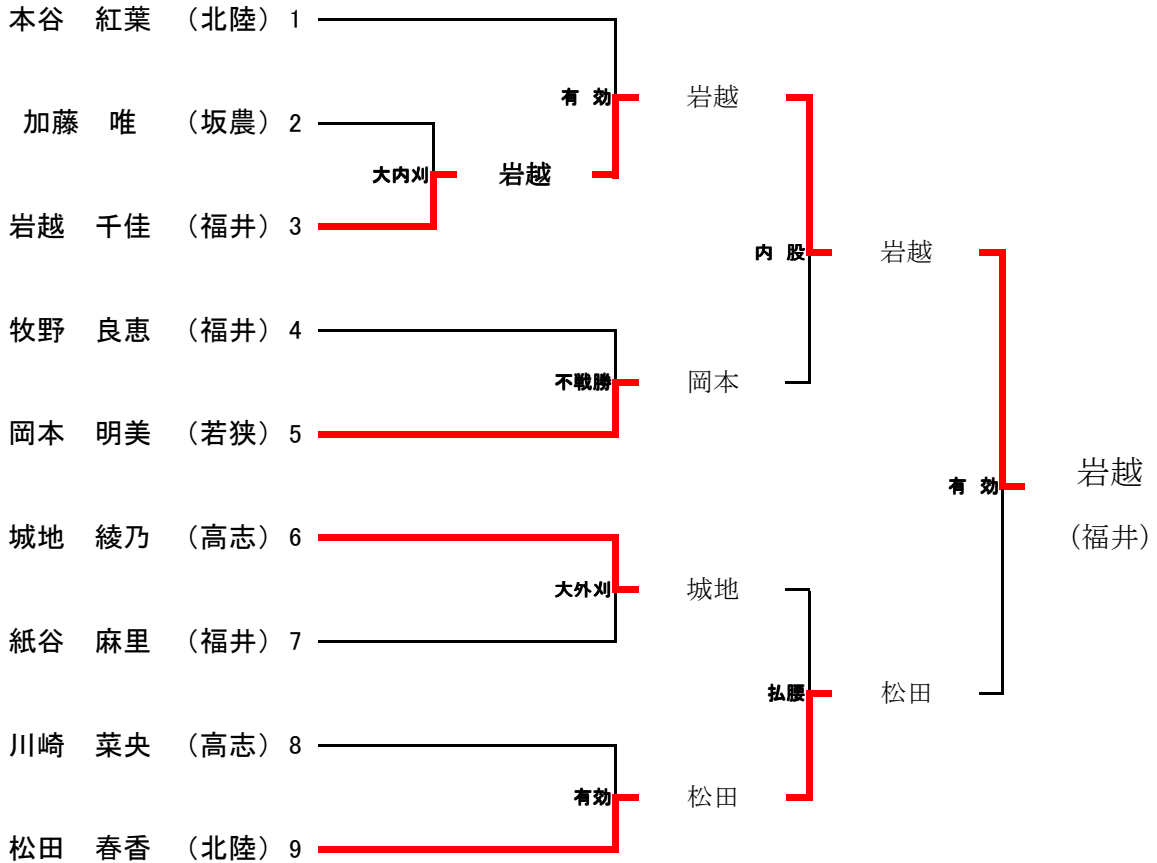 本谷　紅葉　（北陸） 1
有 効
岩越
加藤　唯　（坂農） 2
大内刈
岩越
岩越　千佳　（福井） 3
内 股
岩越
牧野　良恵　（福井） 4
不戦勝
岡本
岡本　明美　（若狭） 5
有 効
岩越
（福井）
城地　綾乃　（高志） 6
大外刈
城地
紙谷　麻里　（福井） 7
払腰
松田
川崎　菜央　（高志） 8
有効
松田
松田　春香　（北陸） 9